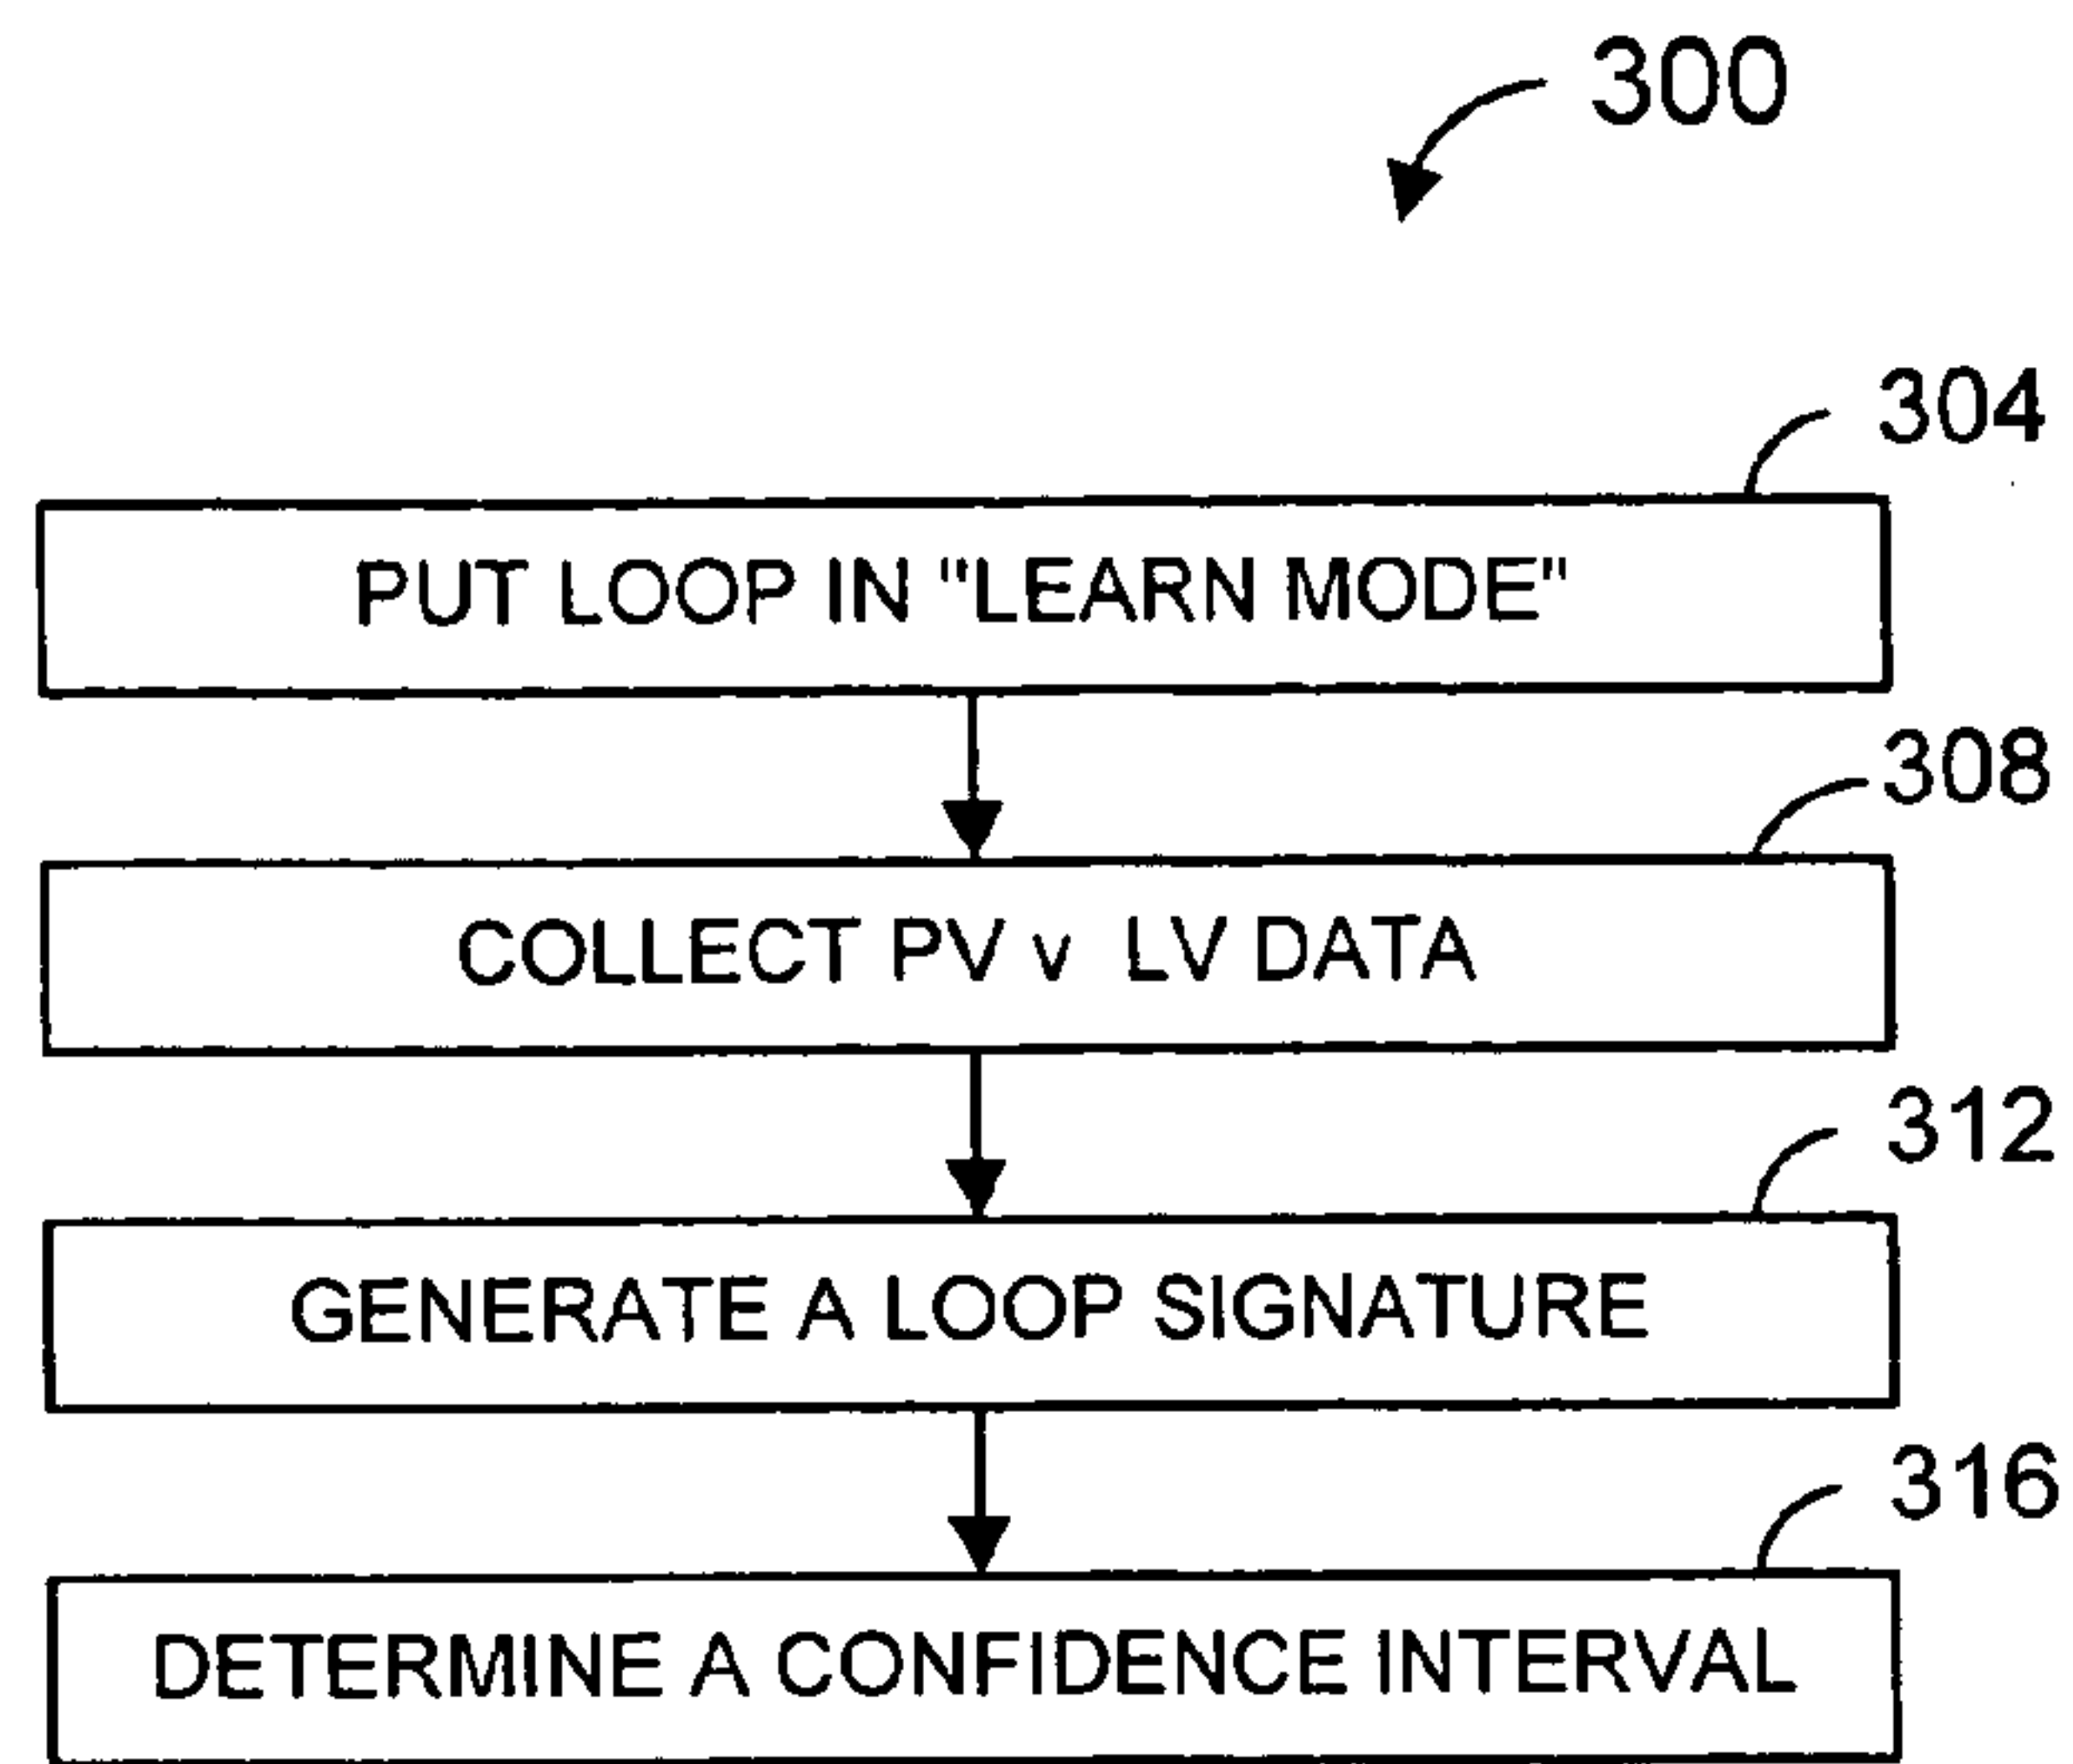 300
304
PUT LOOP IN "LEARN MODE"
308
COLLECT PV v LV DATA
312
GENERATE A LOOP SIGNATURE
316
DETERMINE A CONFIDENCE INTERVAL